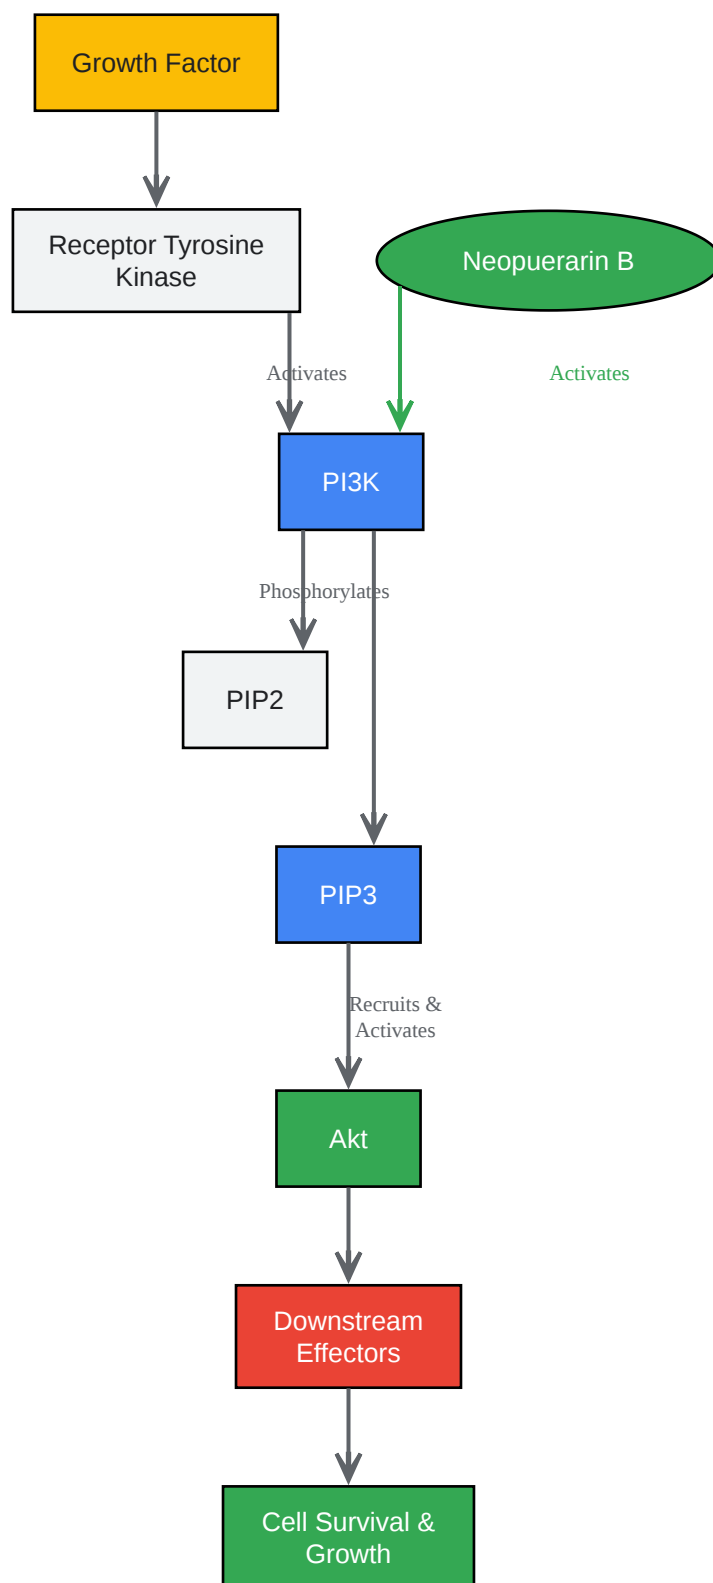 Growth Factor
Receptor Tyrosine
Kinase
Neopuerarin B
Activates
Activates
PI3K
Phosphorylates
PIP2
PIP3
Recruits &
Activates
Akt
Downstream
Effectors
Cell Survival &
Growth